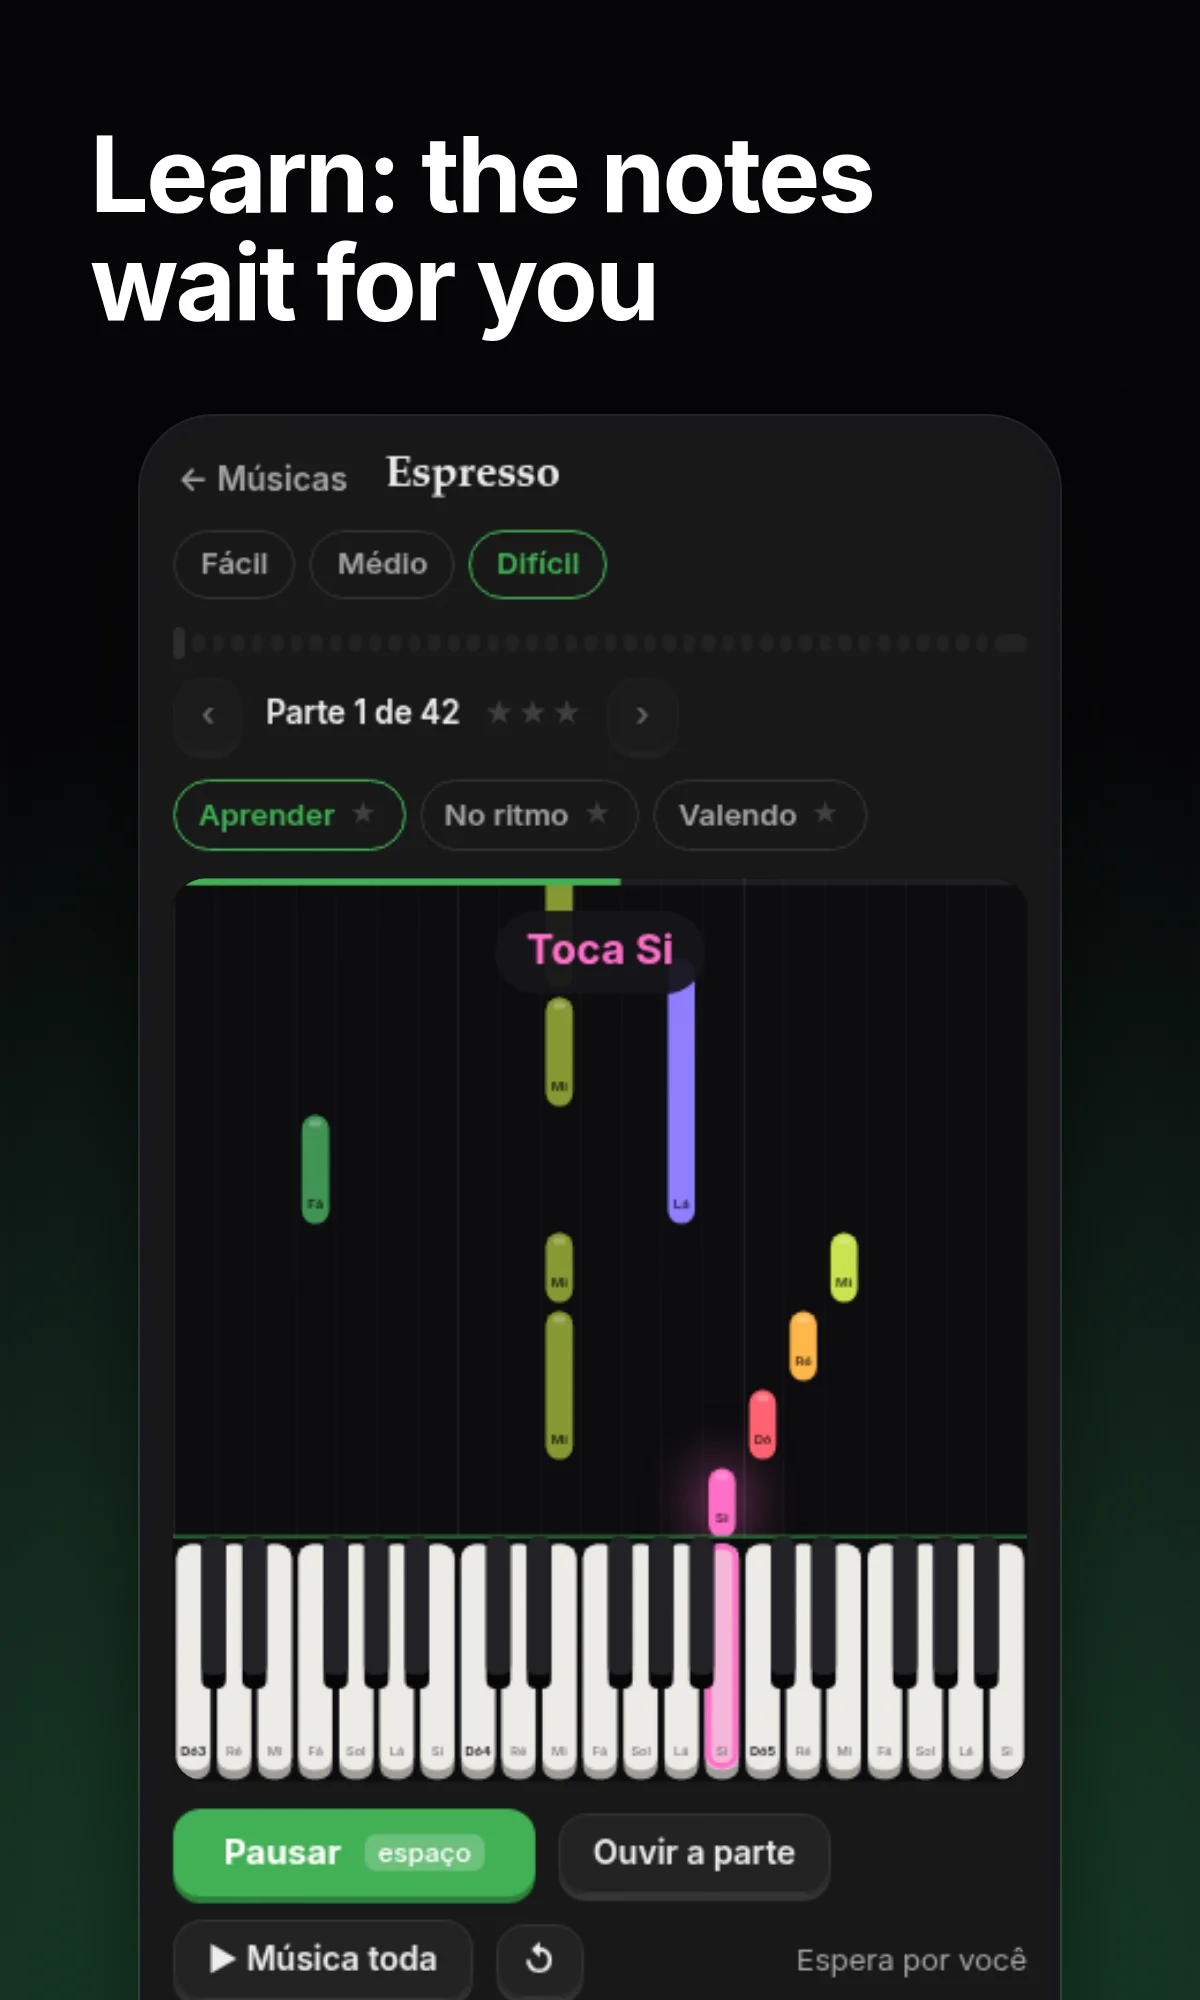 Learn: the notes
wait for you
← Músicas Espresso
Fácil Médio Difícil
‹ Parte 1 de 42 ★★★ ›
Aprender ★ No ritmo ★ Valendo ★
Toca Si
Mi
Fá Lá
Mi Mi
Ré
Mi Dó
Si
Dó3 Ré Mi Fá Sol Lá Si Dó4 Ré Mi Fá Sol Lá Si Dó5 Ré Mi Fá Sol Lá Si
Pausar espaço Ouvir a parte
▶ Música toda Espera por você